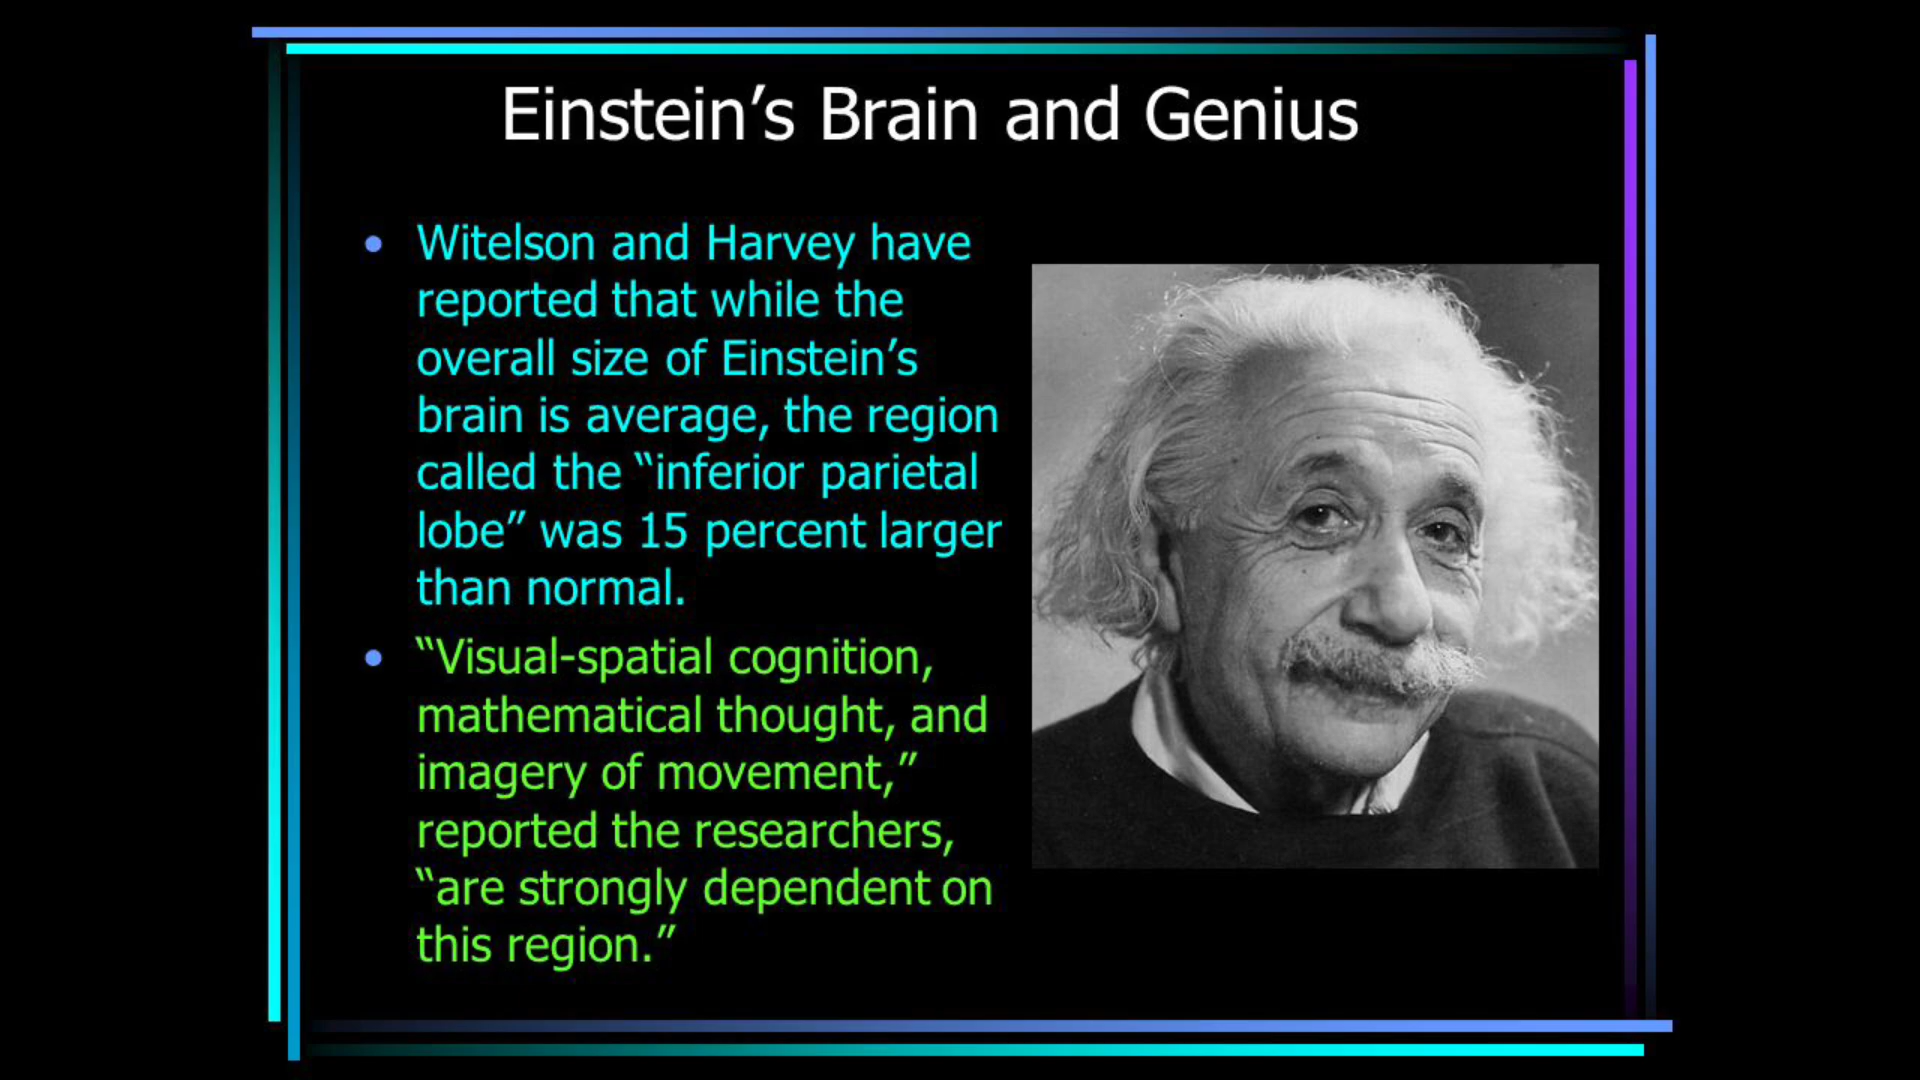 Einstein’s Brain and Genius
• Witelson and Harvey have
reported that while the
overall size of Einstein’s
brain is average, the region
called the “inferior parietal
lobe” was 15 percent larger
than normal.
• “Visual-spatial cognition,
mathematical thought, and
imagery of movement,”
reported the researchers,
“are strongly dependent on
this region.”